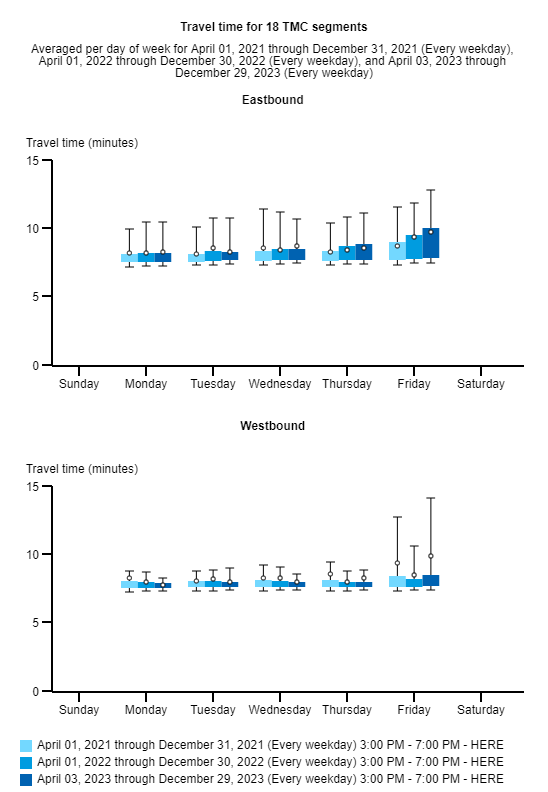 Travel time for 18 TMC segments
Averaged per day of week for April 01, 2021 through December 31, 2021 (Every weekday),
April 01, 2022 through December 30, 2022 (Every weekday), and April 03, 2023 through
December 29, 2023 (Every weekday)
Eastbound
Travel time (minutes)
15
10
5
0
Sunday Monday Tuesday Wednesday Thursday Friday Saturday
Westbound
Travel time (minutes)
15
10
5
0
Sunday Monday Tuesday Wednesday Thursday Friday Saturday
April 01, 2021 through December 31, 2021 (Every weekday) 3:00 PM - 7:00 PM - HERE
April 01, 2022 through December 30, 2022 (Every weekday) 3:00 PM - 7:00 PM - HERE
April 03, 2023 through December 29, 2023 (Every weekday) 3:00 PM - 7:00 PM - HERE